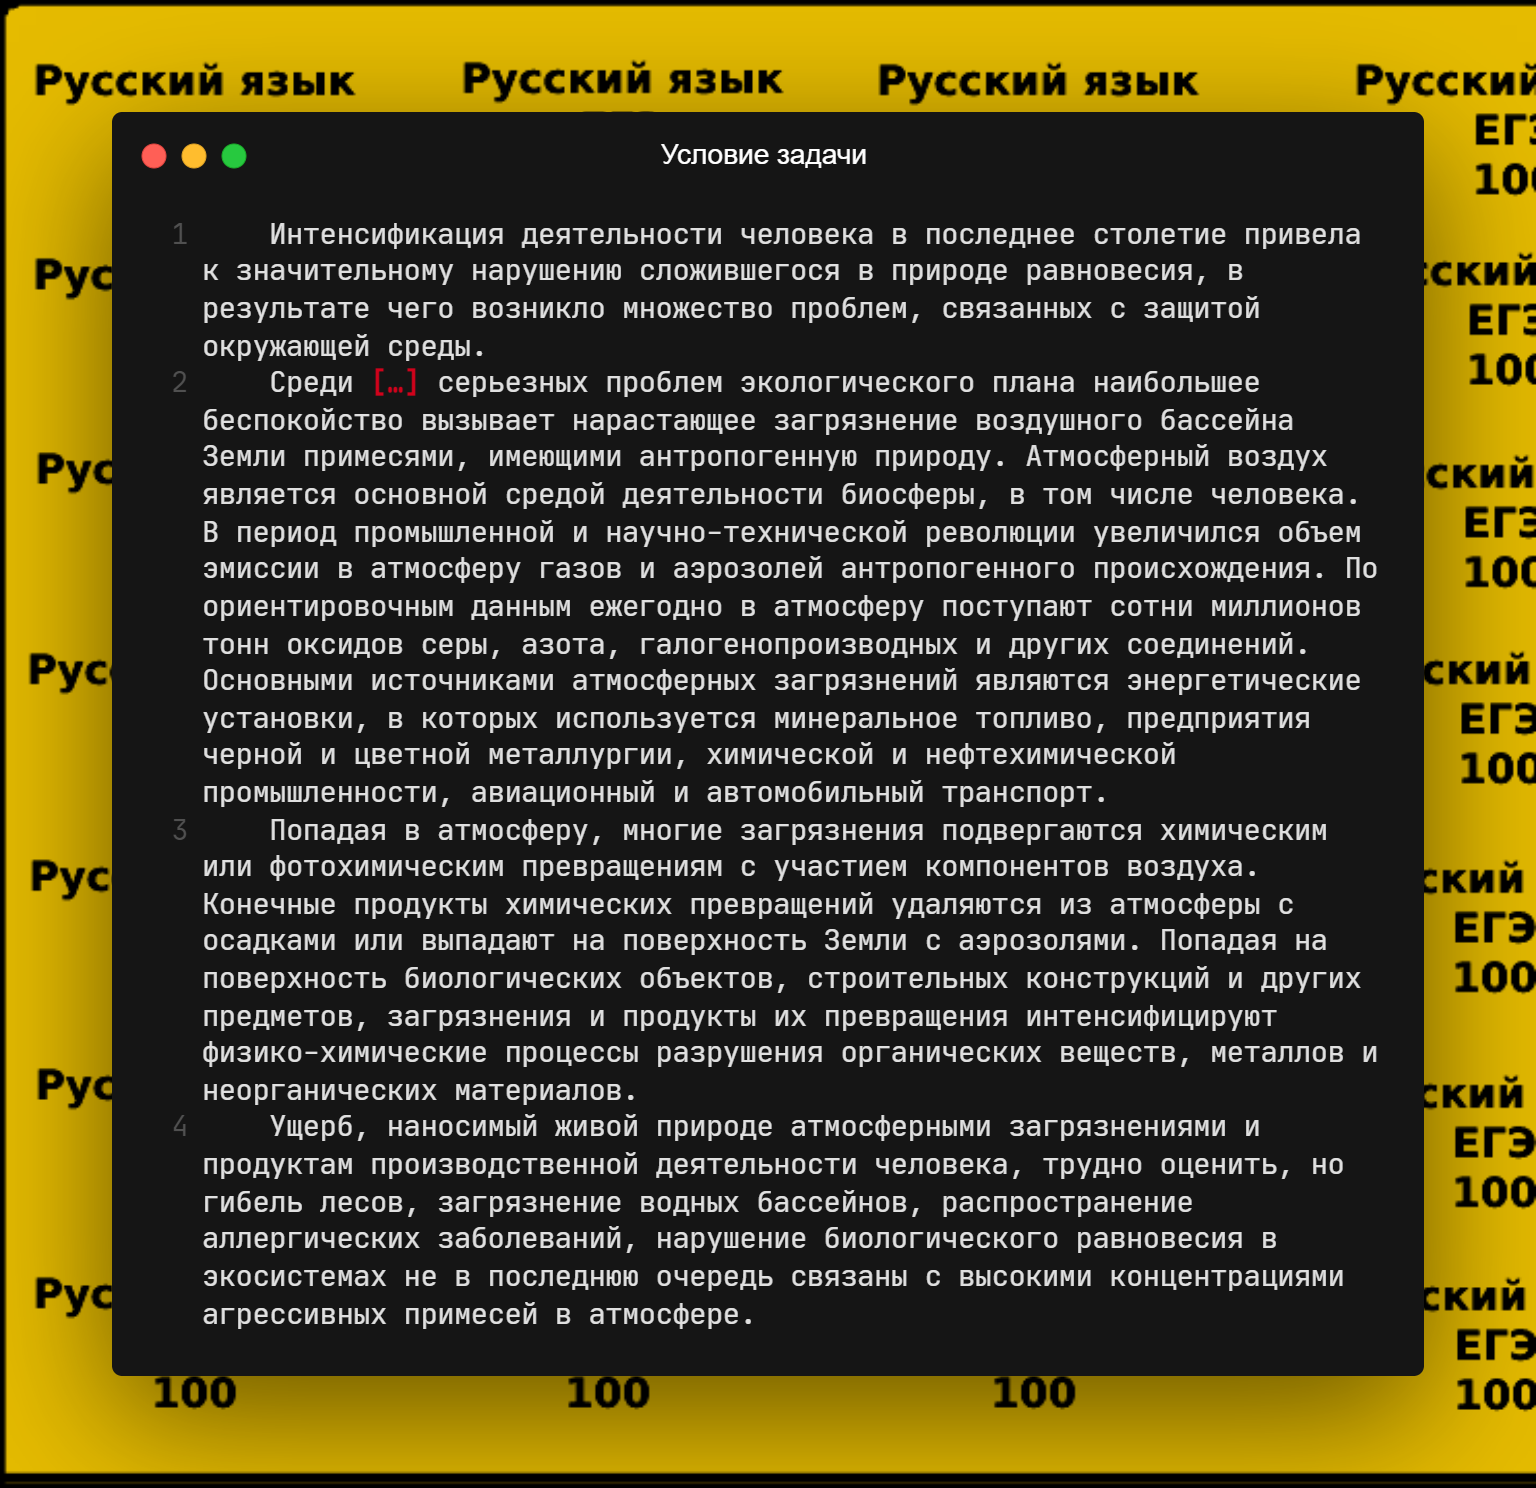 Русский язык Русский язык Русский язык Русский
ЕГЭ
100
Условие задачи
1 Интенсификация деятельности человека в последнее столетие привела
к значительному нарушению сложившегося в природе равновесия, в
результате чего возникло множество проблем, связанных с защитой
окружающей среды.
2 Среди […] серьезных проблем экологического плана наибольшее
беспокойство вызывает нарастающее загрязнение воздушного бассейна
Земли примесями, имеющими антропогенную природу. Атмосферный воздух
является основной средой деятельности биосферы, в том числе человека.
В период промышленной и научно-технической революции увеличился объем
эмиссии в атмосферу газов и аэрозолей антропогенного происхождения. По
ориентировочным данным ежегодно в атмосферу поступают сотни миллионов
тонн оксидов серы, азота, галогенопроизводных и других соединений.
Основными источниками атмосферных загрязнений являются энергетические
установки, в которых используется минеральное топливо, предприятия
черной и цветной металлургии, химической и нефтехимической
промышленности, авиационный и автомобильный транспорт.
3 Попадая в атмосферу, многие загрязнения подвергаются химическим
или фотохимическим превращениям с участием компонентов воздуха.
Конечные продукты химических превращений удаляются из атмосферы с
осадками или выпадают на поверхность Земли с аэрозолями. Попадая на
поверхность биологических объектов, строительных конструкций и других
предметов, загрязнения и продукты их превращения интенсифицируют
физико-химические процессы разрушения органических веществ, металлов и
неорганических материалов.
4 Ущерб, наносимый живой природе атмосферными загрязнениями и
продуктам производственной деятельности человека, трудно оценить, но
гибель лесов, загрязнение водных бассейнов, распространение
аллергических заболеваний, нарушение биологического равновесия в
экосистемах не в последнюю очередь связаны с высокими концентрациями
агрессивных примесей в атмосфере.
100 100 100 100